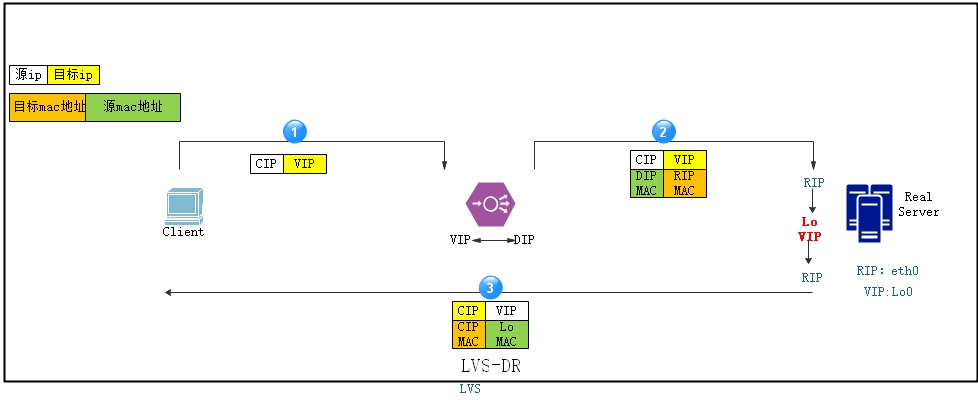 源ip 目标ip
目标mac地址 源mac地址
1
2
CIP VIP
CIP VIP
DIP MAC RIP MAC
RIP
Lo
VIP
RIP
Real
Server
RIP: eth0
VIP:Lo0
Client
VIP DIP
3
CIP VIP
CIP MAC Lo MAC
LVS-DR
LVS